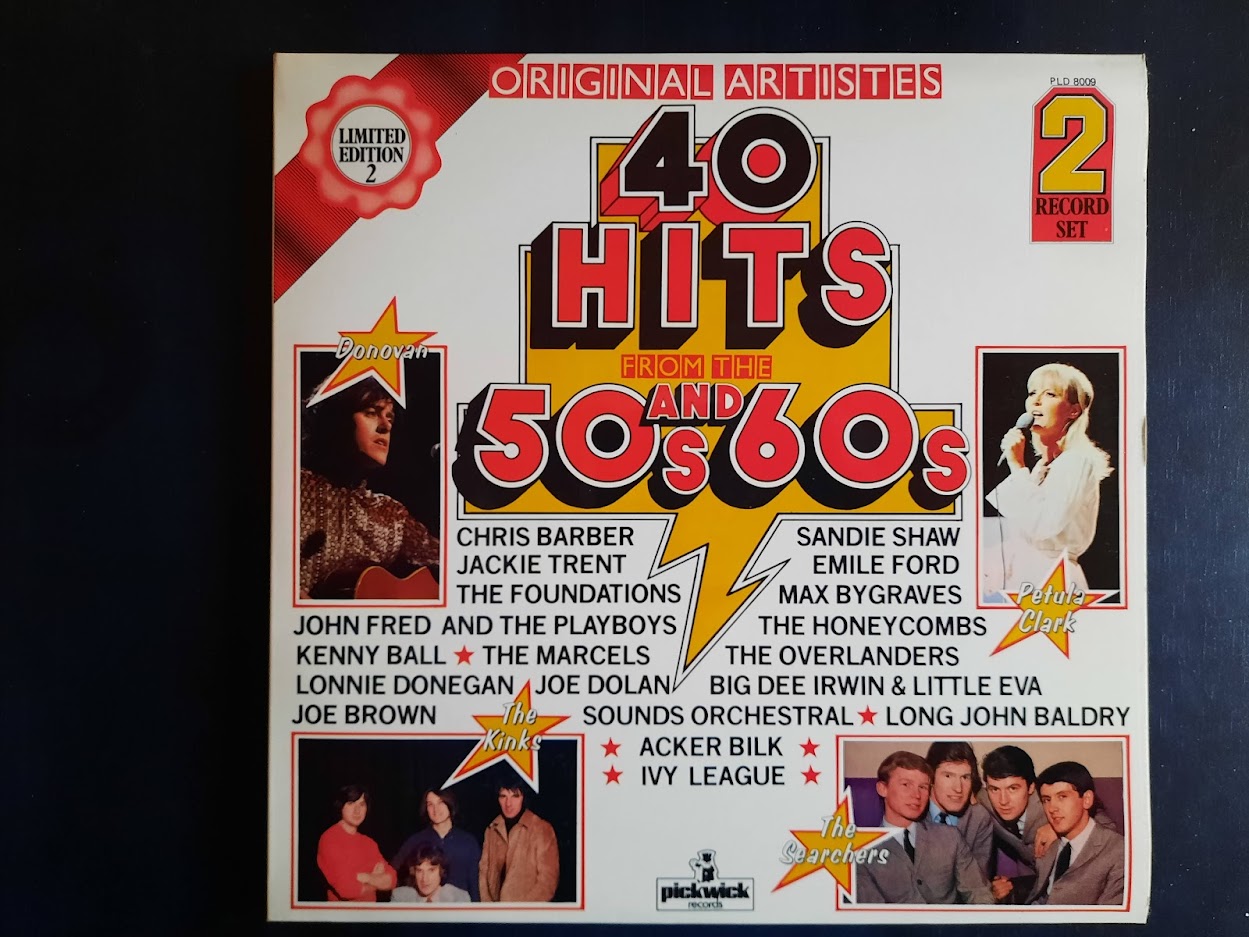 ORIGINAL ARTISTES
PLD 8009
LIMITED
EDITION
2
2
RECORD
SET
40
HITS
FROM THE
50s AND 60s
Donovan
Petula
Clark
CHRIS BARBER
SANDIE SHAW
JACKIE TRENT
EMILE FORD
THE FOUNDATIONS
MAX BYGRAVES
JOHN FRED AND THE PLAYBOYS
THE HONEYCOMBS
KENNY BALL ★ THE MARCELS
THE OVERLANDERS
LONNIE DONEGAN JOE DOLAN
BIG DEE IRWIN & LITTLE EVA
JOE BROWN
SOUNDS ORCHESTRAL ★ LONG JOHN BALDRY
★ ACKER BILK ★
★ IVY LEAGUE ★
The
Kinks
The
Searchers
pickwick
records